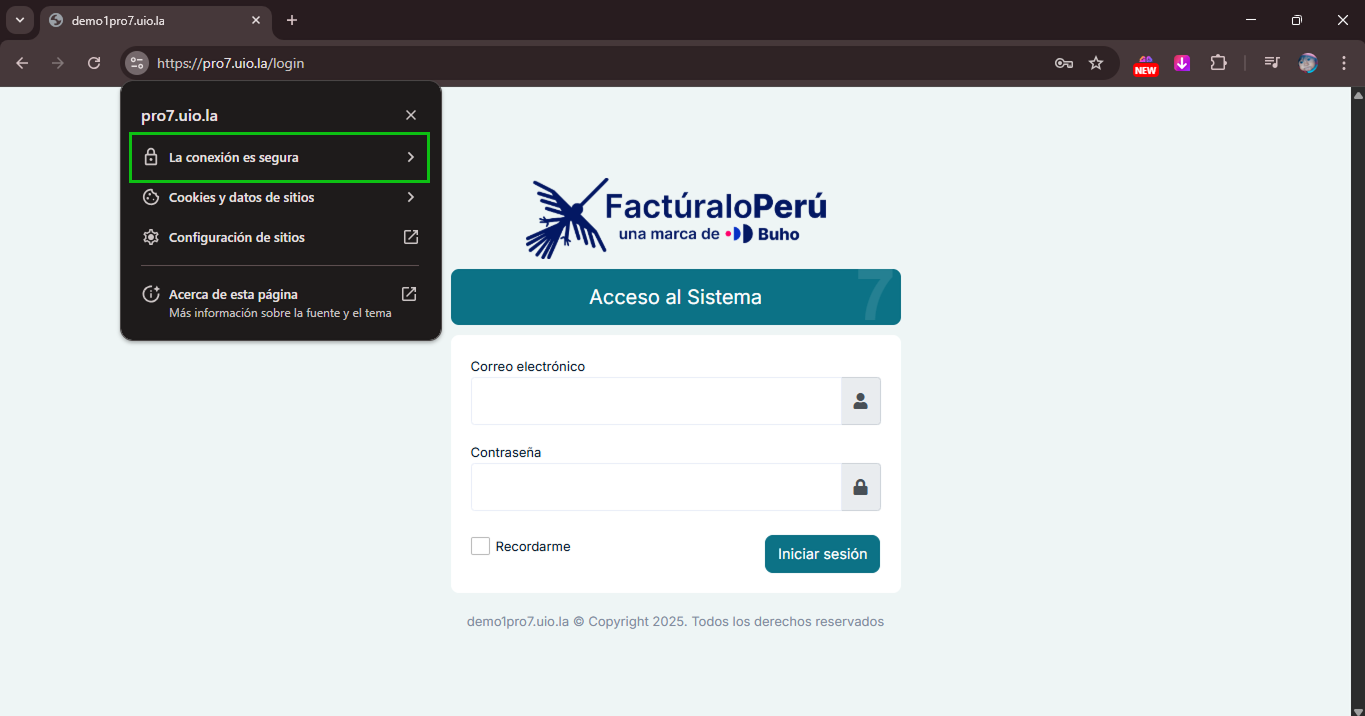 demo1pro7.uio.la
https://pro7.uio.la/login
NEW
pro7.uio.la
La conexión es segura
Cookies y datos de sitios
Configuración de sitios
Acerca de esta página
Más información sobre la fuente y el tema
FactúraloPerú
una marca de Buho
Acceso al Sistema
7
Correo electrónico
Contraseña
Recordarme
Iniciar sesión
demo1pro7.uio.la © Copyright 2025. Todos los derechos reservados